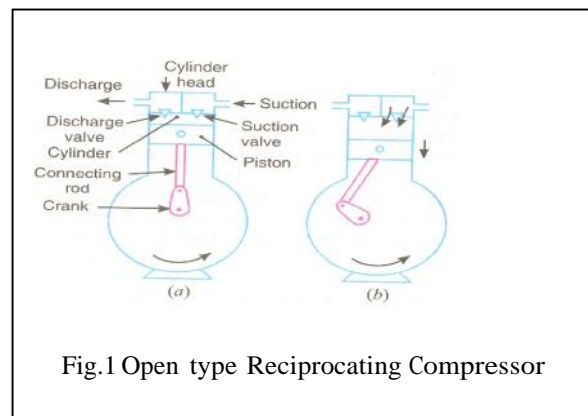 Cylinder
head
Discharge
Suction
Discharge
valve
Suction
valve
Cylinder
Piston
Connecting
rod
Crank
(a)
(b)
Fig.1 Open type Reciprocating Compressor